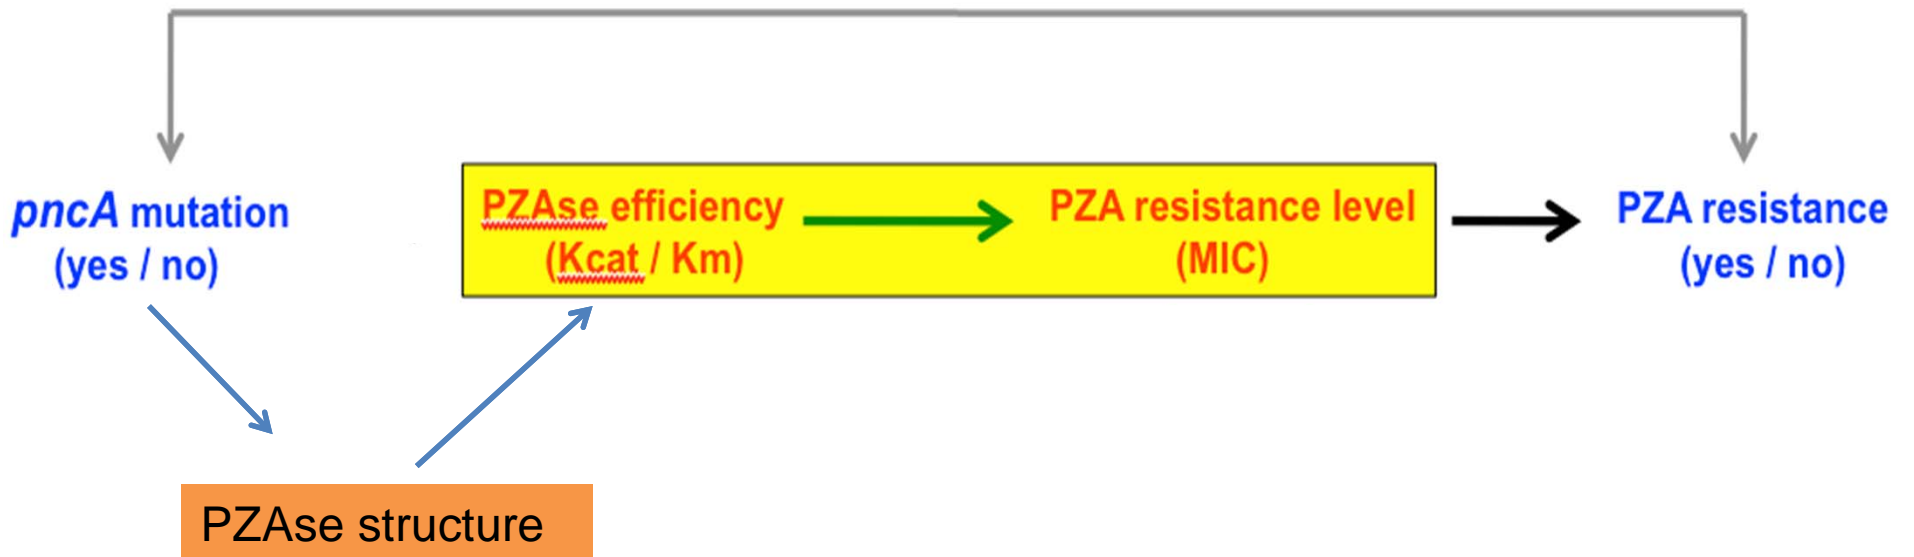 pncA mutation
(yes / no)
PZAse efficiency
(Kcat / Km)
PZA resistance level
(MIC)
PZA resistance
(yes / no)
PZAse structure